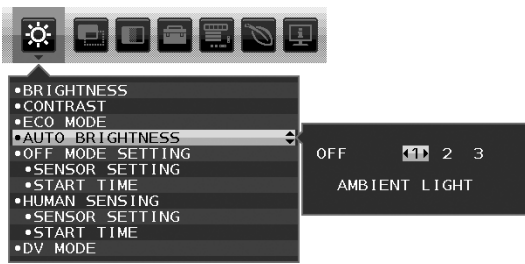 •BRIGHTNESS
•CONTRAST
•ECO MODE
•AUTO BRIGHTNESS
•OFF MODE SETTING
•SENSOR SETTING
•START TIME
•HUMAN SENSING
•SENSOR SETTING
•START TIME
•DV MODE
OFF 1 2 3
AMBIENT LIGHT